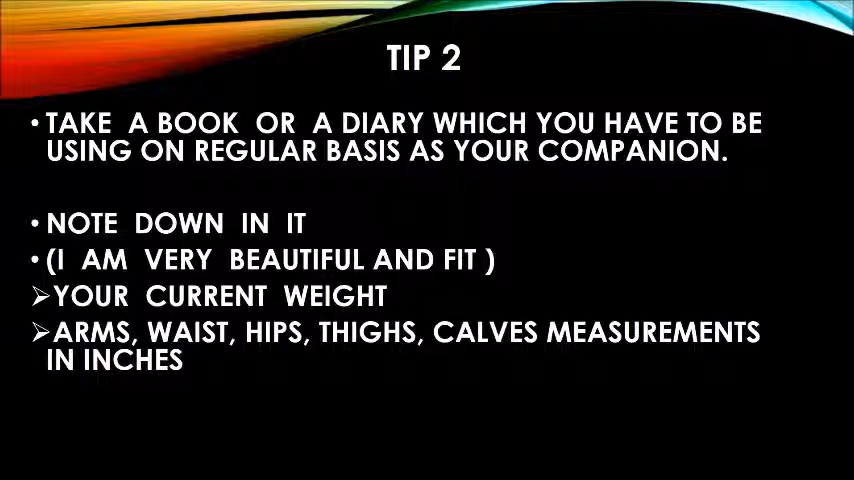 TIP 2
• TAKE A BOOK OR A DIARY WHICH YOU HAVE TO BE
USING ON REGULAR BASIS AS YOUR COMPANION.
• NOTE DOWN IN IT
• (I AM VERY BEAUTIFUL AND FIT )
➢YOUR CURRENT WEIGHT
➢ARMS, WAIST, HIPS, THIGHS, CALVES MEASUREMENTS
IN INCHES